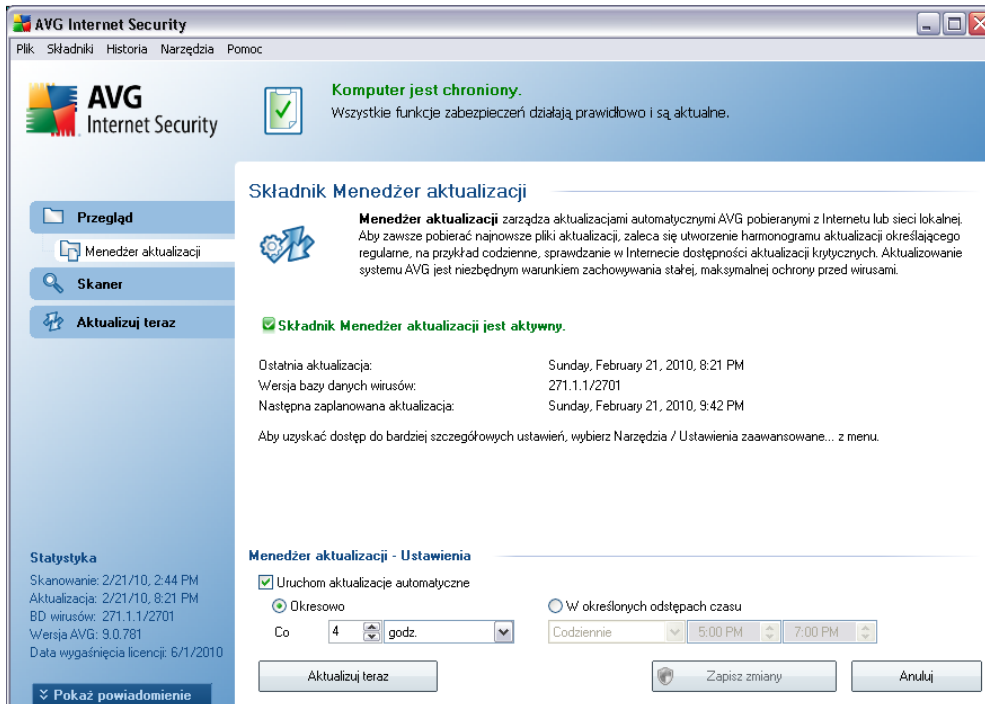 AVG Internet Security
Plik Składniki Historia Narzędzia Pomoc
AVG
Internet Security
Komputer jest chroniony.
Wszystkie funkcje zabezpieczeń działają prawidłowo i są aktualne.
Przegląd
Menedżer aktualizacji
Skaner
Aktualizuj teraz
Składnik Menedżer aktualizacji
Menedżer aktualizacji zarządza aktualizacjami automatycznymi AVG pobieranymi z Internetu lub sieci lokalnej.
Aby zawsze pobierać najnowsze pliki aktualizacji, zaleca się utworzenie harmonogramu aktualizacji określającego
regularne, na przykład codzienne, sprawdzanie w Internecie dostępności aktualizacji krytycznych. Aktualizowanie
systemu AVG jest niezbędnym warunkiem zachowywania stałej, maksymalnej ochrony przed wirusami.
Składnik Menedżer aktualizacji jest aktywny.
Ostatnia aktualizacja: Sunday, February 21, 2010, 8:21 PM
Wersja bazy danych wirusów: 271.1.1/2701
Następna zaplanowana aktualizacja: Sunday, February 21, 2010, 9:42 PM
Aby uzyskać dostęp do bardziej szczegółowych ustawień, wybierz Narzędzia / Ustawienia zaawansowane... z menu.
Statystyka
Skanowanie: 2/21/10, 2:44 PM
Aktualizacja: 2/21/10, 8:21 PM
BD wirusów: 271.1.1/2701
Wersja AVG: 9.0.781
Data wygaśnięcia licencji: 6/1/2010
Pokaż powiadomienie
Menedżer aktualizacji - Ustawienia
Uruchom aktualizacje automatyczne
Okresowo W określonych odstępach czasu
Co 4 godz. Codziennie 5:00 PM 7:00 PM
Aktualizuj teraz Zapisz zmiany Anuluj